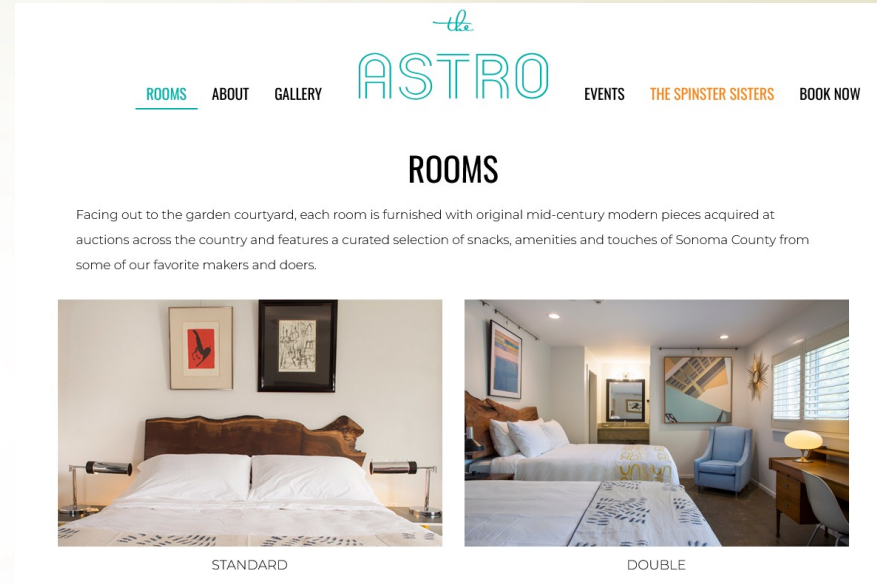 the
ASTRO
ROOMS ABOUT GALLERY EVENTS THE SPINSTER SISTERS BOOK NOW
ROOMS
Facing out to the garden courtyard, each room is furnished with original mid-century modern pieces acquired at
auctions across the country and features a curated selection of snacks, amenities and touches of Sonoma County from
some of our favorite makers and doers.
STANDARD DOUBLE